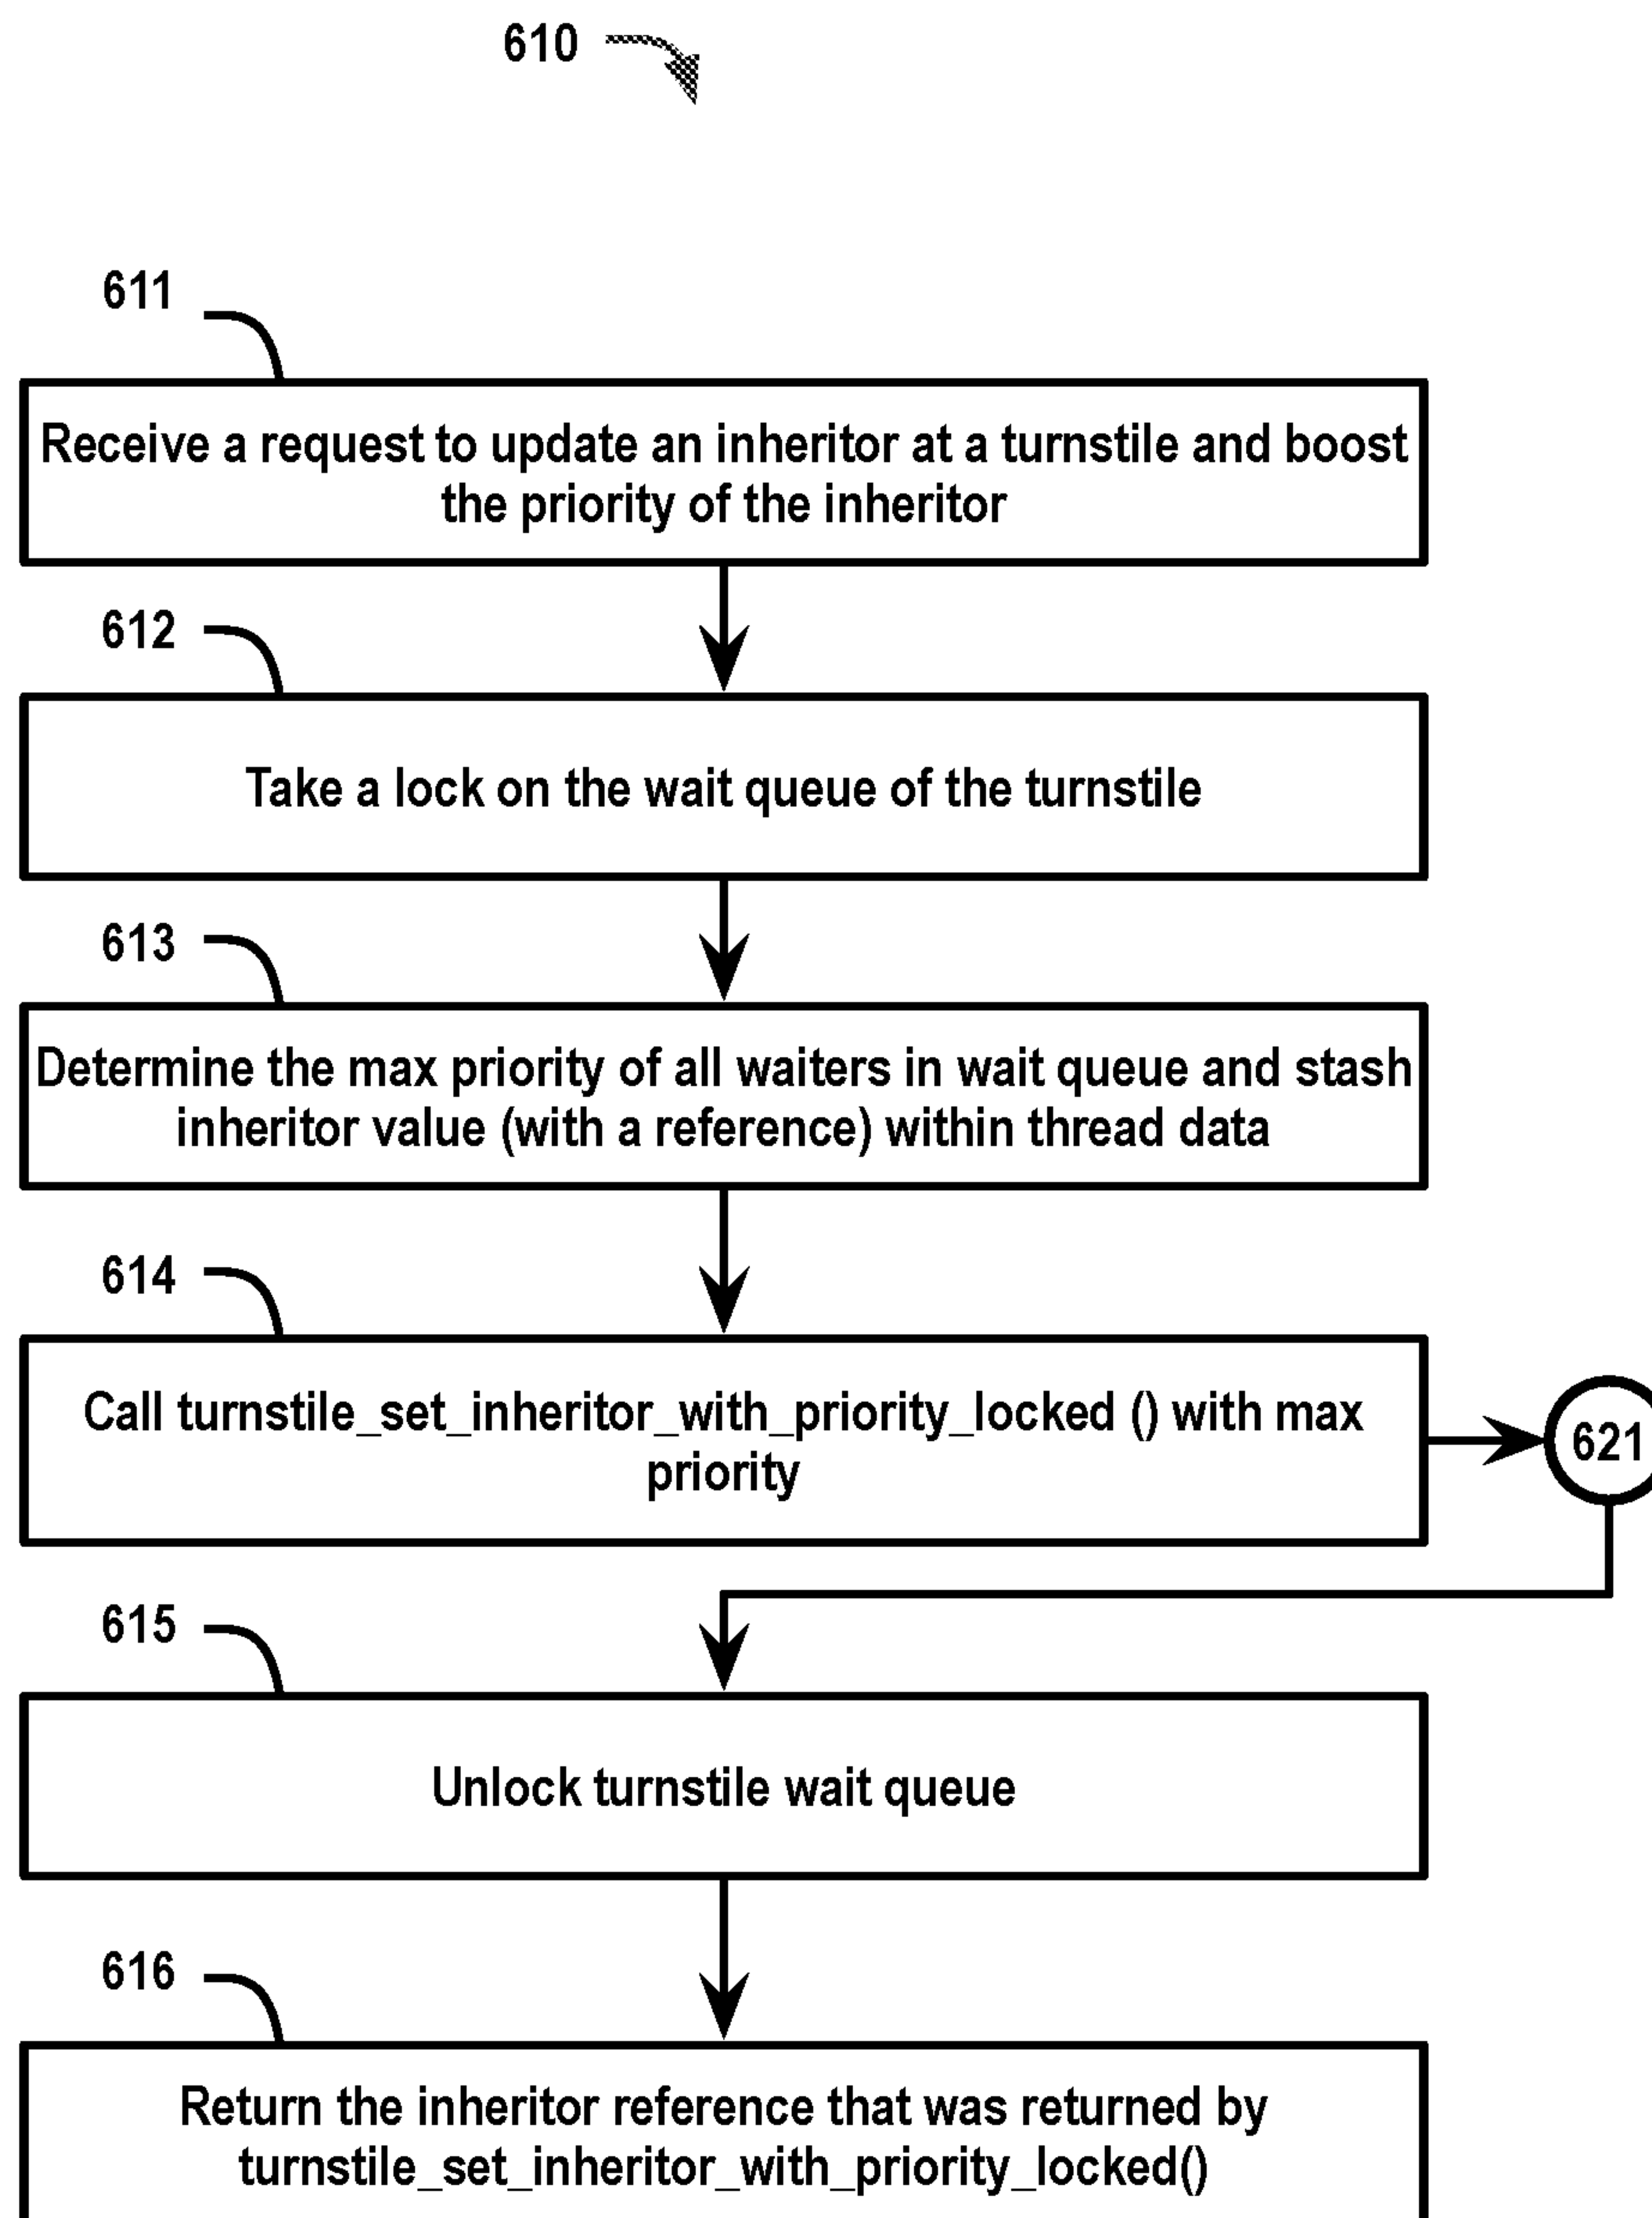 610
611
Receive a request to update an inheritor at a turnstile and boost
the priority of the inheritor
612
Take a lock on the wait queue of the turnstile
613
Determine the max priority of all waiters in wait queue and stash
inheritor value (with a reference) within thread data
614
Call turnstile_set_inheritor_with_priority_locked () with max
priority
621
615
Unlock turnstile wait queue
616
Return the inheritor reference that was returned by
turnstile_set_inheritor_with_priority_locked()